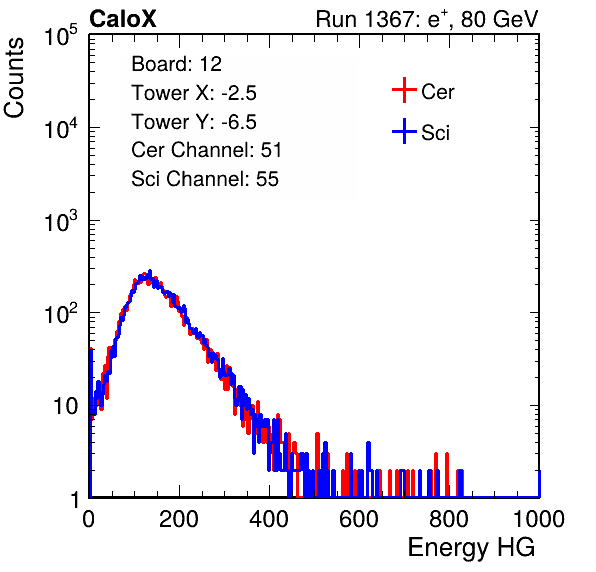 CaloX Run 1367: e⁺, 80 GeV
Counts
Board: 12
Tower X: -2.5
Tower Y: -6.5
Cer Channel: 51
Sci Channel: 55
Cer
Sci
10⁵
10⁴
10³
10²
10
1
0 200 400 600 800 1000
Energy HG